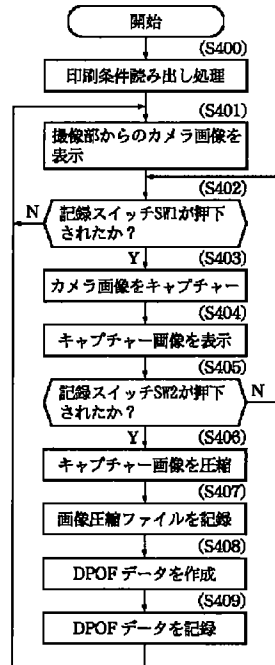 開始
(S400)
印刷条件読み出し処理
(S401)
撮像部からのカメラ画像を
表示
(S402)
N
記録スイッチSW1が押下
されたか？
Y
(S403)
カメラ画像をキャプチャー
(S404)
キャプチャー画像を表示
(S405)
記録スイッチSW2が押下
されたか？
N
Y
(S406)
キャプチャー画像を圧縮
(S407)
画像圧縮ファイルを記録
(S408)
DPOFデータを作成
(S409)
DPOFデータを記録